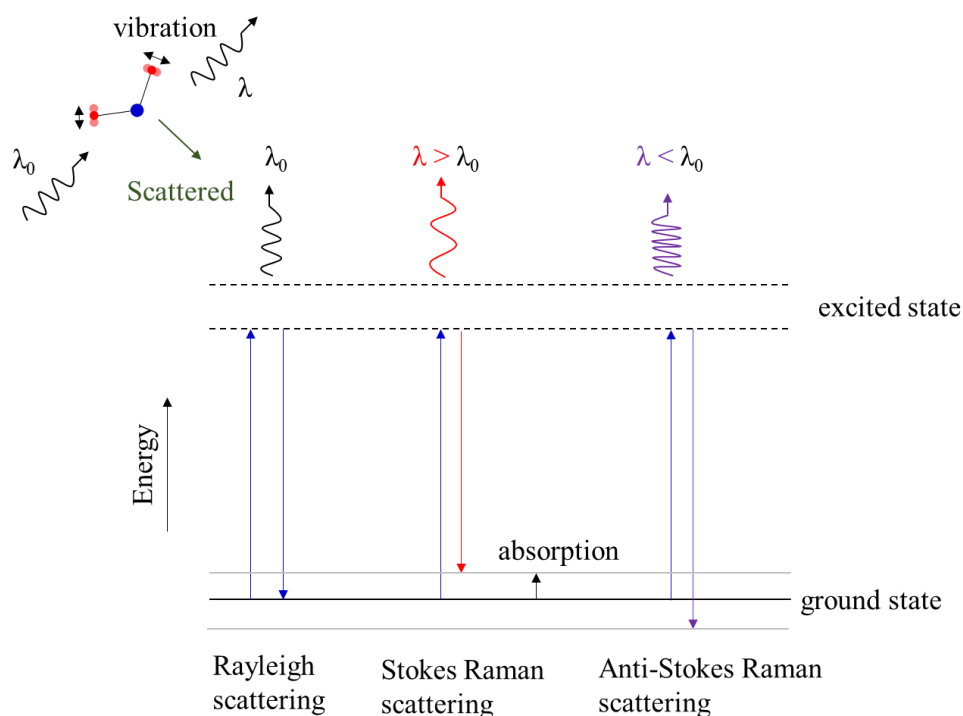 vibration
λ
λ₀
Scattered
λ₀
λ > λ₀
λ < λ₀
excited state
Energy
absorption
ground state
Rayleigh
scattering
Stokes Raman
scattering
Anti-Stokes Raman
scattering